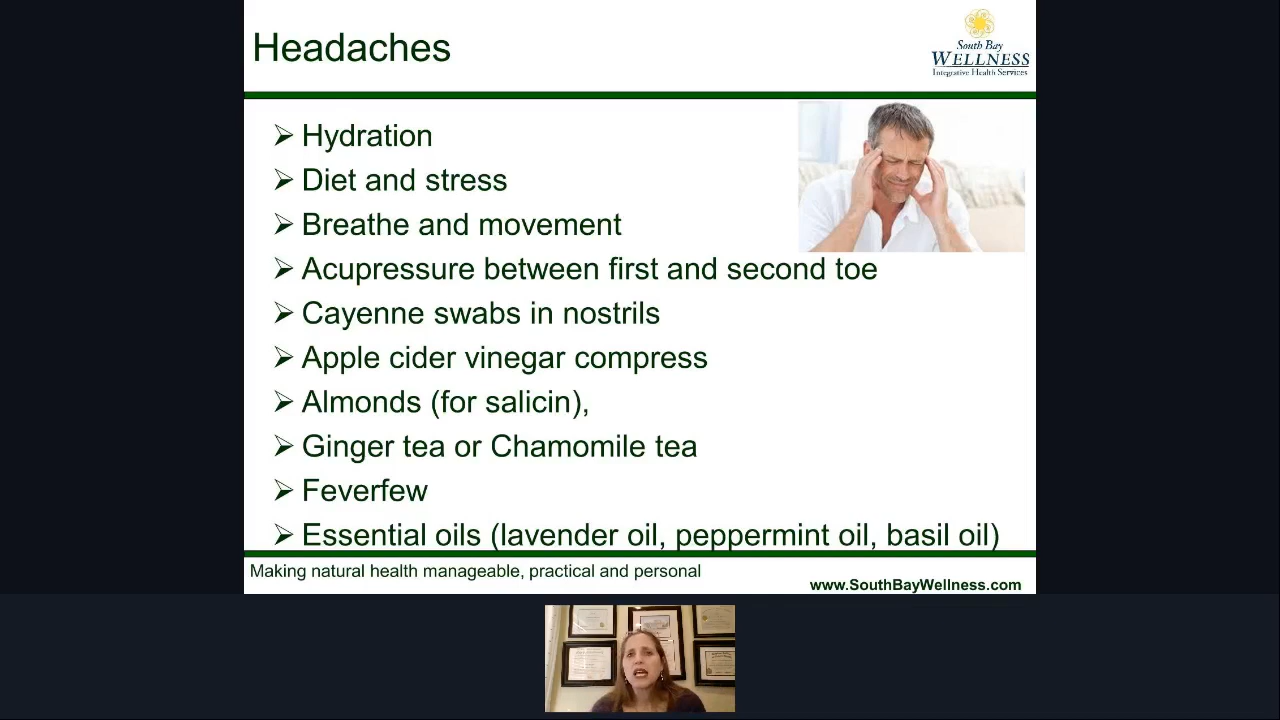 Headaches
South Bay
WELLNESS
Integrative Health Services
➢ Hydration
➢ Diet and stress
➢ Breathe and movement
➢ Acupressure between first and second toe
➢ Cayenne swabs in nostrils
➢ Apple cider vinegar compress
➢ Almonds (for salicin),
➢ Ginger tea or Chamomile tea
➢ Feverfew
➢ Essential oils (lavender oil, peppermint oil, basil oil)
Making natural health manageable, practical and personal
www.SouthBayWellness.com